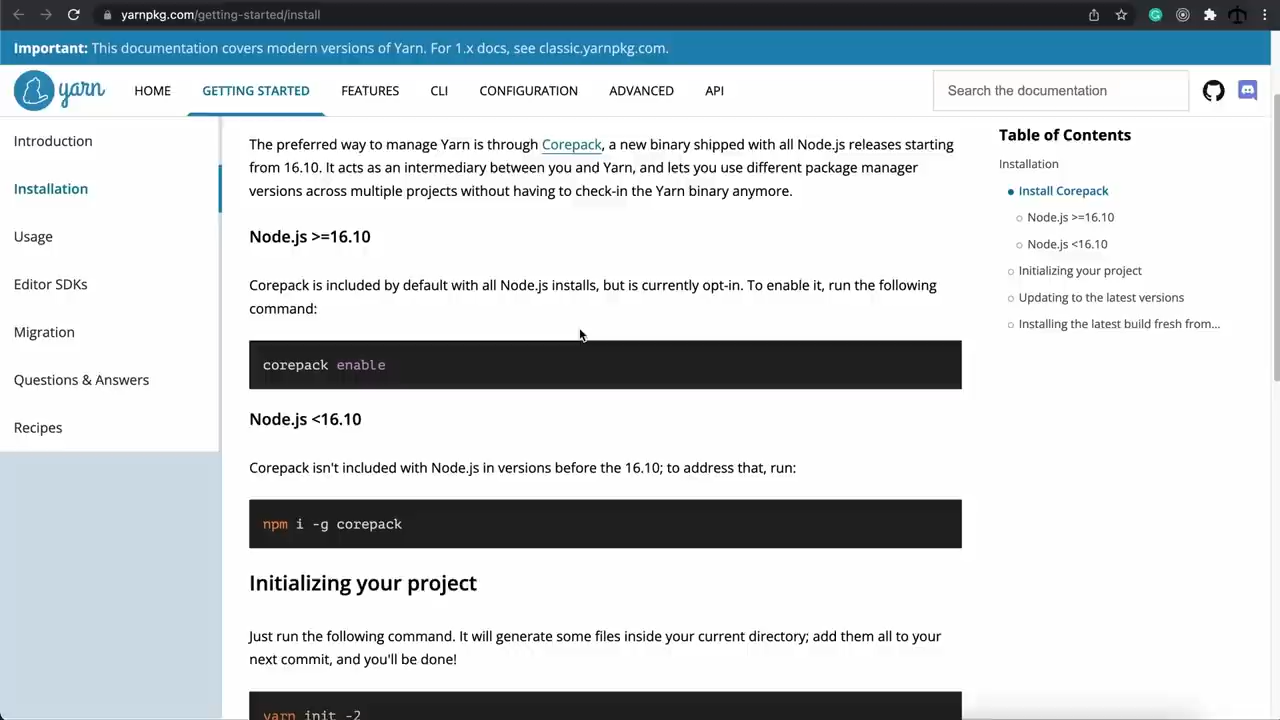 yarnpkg.com/getting-started/install
Important: This documentation covers modern versions of Yarn. For 1.x docs, see classic.yarnpkg.com.
yarn
HOME
GETTING STARTED
FEATURES
CLI
CONFIGURATION
ADVANCED
API
Search the documentation
Introduction
Installation
Usage
Editor SDKs
Migration
Questions & Answers
Recipes
The preferred way to manage Yarn is through Corepack, a new binary shipped with all Node.js releases starting
from 16.10. It acts as an intermediary between you and Yarn, and lets you use different package manager
versions across multiple projects without having to check-in the Yarn binary anymore.
Node.js >=16.10
Corepack is included by default with all Node.js installs, but is currently opt-in. To enable it, run the following
command:
corepack enable
Node.js <16.10
Corepack isn't included with Node.js in versions before the 16.10; to address that, run:
npm i -g corepack
Initializing your project
Just run the following command. It will generate some files inside your current directory; add them all to your
next commit, and you'll be done!
yarn init -2
Table of Contents
Installation
Install Corepack
Node.js >=16.10
Node.js <16.10
Initializing your project
Updating to the latest versions
Installing the latest build fresh from...